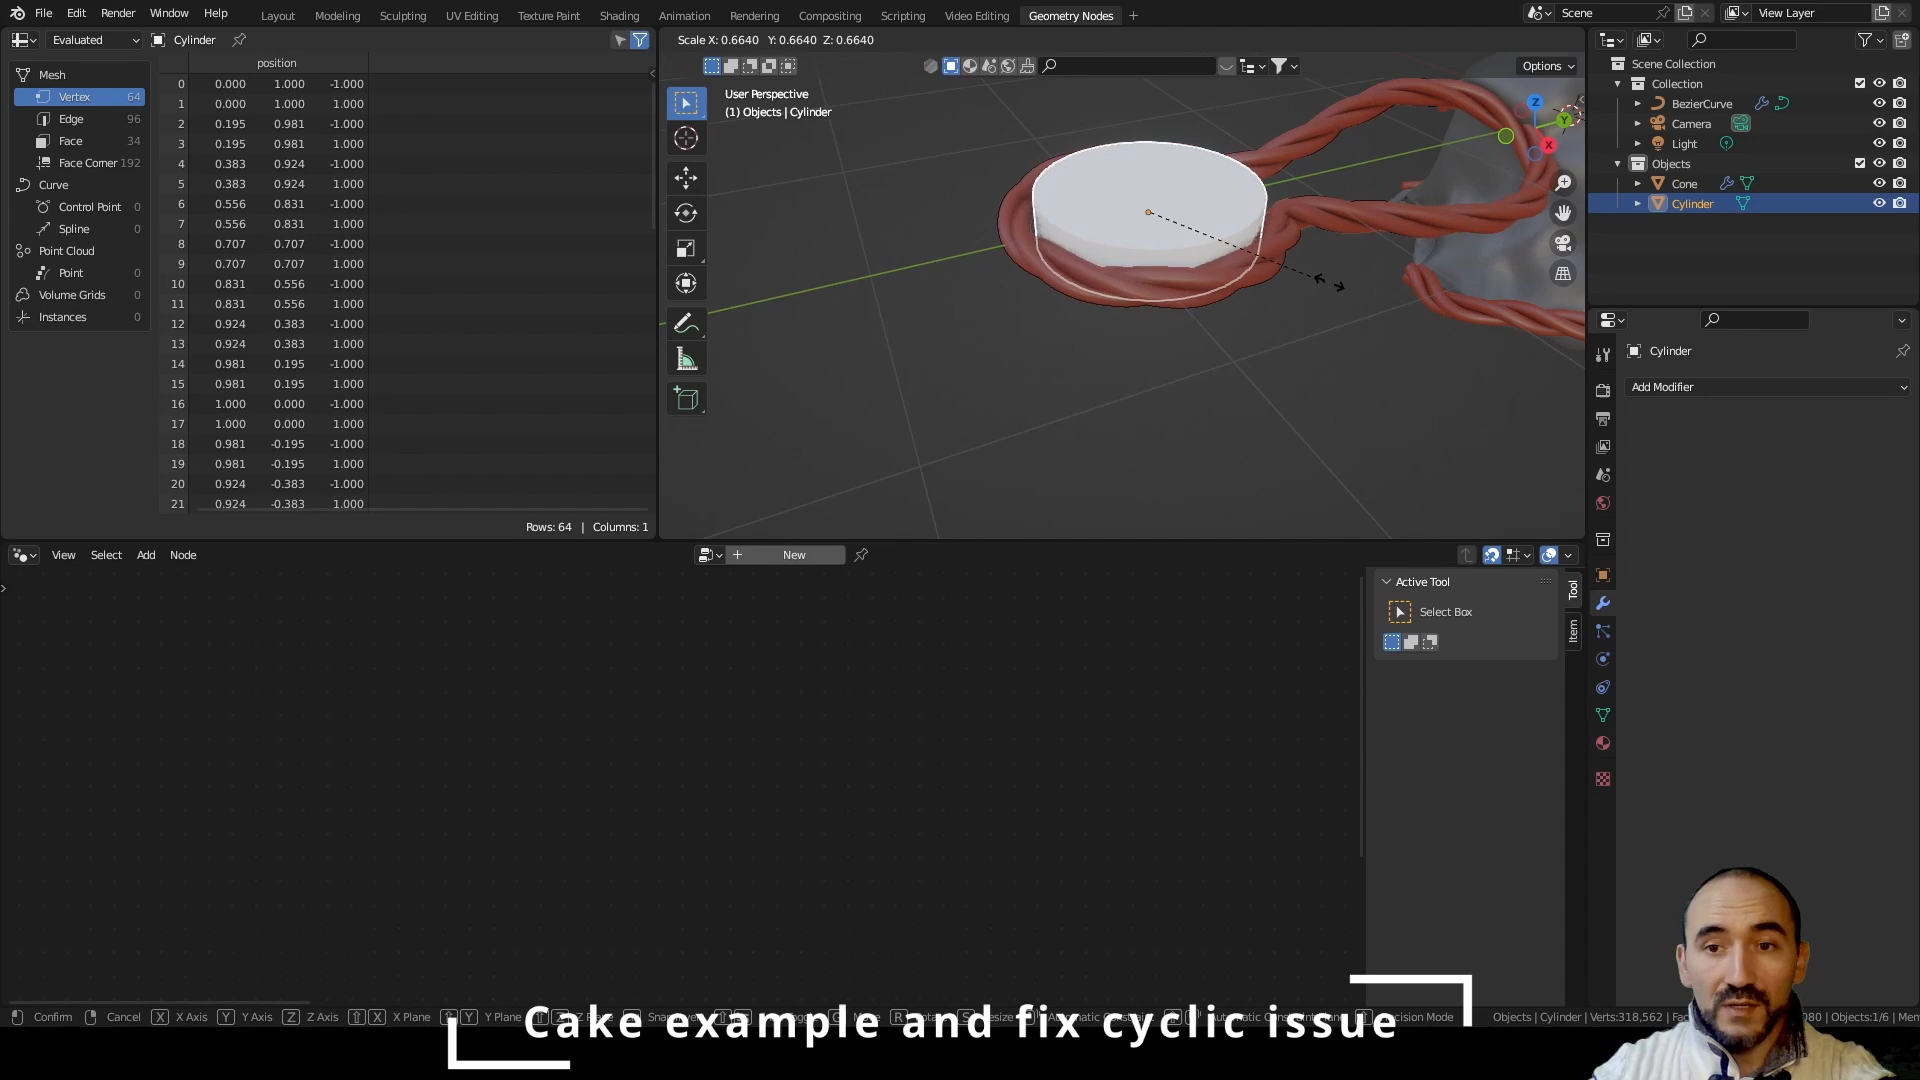 File Edit Render Window Help Layout Modeling Sculpting UV Editing Texture Paint Shading Animation Rendering Compositing Scripting Video Editing Geometry Nodes + Scene View Layer
Evaluated Cylinder
Scale X: 0.6640 Y: 0.6640 Z: 0.6640
position
Options
Mesh
Vertex 64
Edge 96
Face 34
Face Corner 192
Curve
Control Point 0
Spline 0
Point Cloud
Point 0
Volume Grids 0
Instances 0
0 0.000 1.000 -1.000
1 0.000 1.000 1.000
2 0.195 0.981 -1.000
3 0.195 0.981 1.000
4 0.383 0.924 -1.000
5 0.383 0.924 1.000
6 0.556 0.831 -1.000
7 0.556 0.831 1.000
8 0.707 0.707 -1.000
9 0.707 0.707 1.000
10 0.831 0.556 -1.000
11 0.831 0.556 1.000
12 0.924 0.383 -1.000
13 0.924 0.383 1.000
14 0.981 0.195 -1.000
15 0.981 0.195 1.000
16 1.000 0.000 -1.000
17 1.000 0.000 1.000
18 0.981 -0.195 -1.000
19 0.981 -0.195 1.000
20 0.924 -0.383 -1.000
21 0.924 -0.383 1.000
Rows: 64 | Columns: 1
User Perspective
(1) Objects | Cylinder
Z
Y
X
Scene Collection
Collection
BezierCurve
Camera
Light
Objects
Cone
Cylinder
Cylinder
Add Modifier
View Select Add Node
+ New
Active Tool
Select Box
Tool
Item
Confirm Cancel X X Axis Y Y Axis Z Z Axis X X Plane Y Y Plane
Objects | Cylinder | Verts:318,562 |
Objects:1/6 |
Cake example and fix cyclic issue